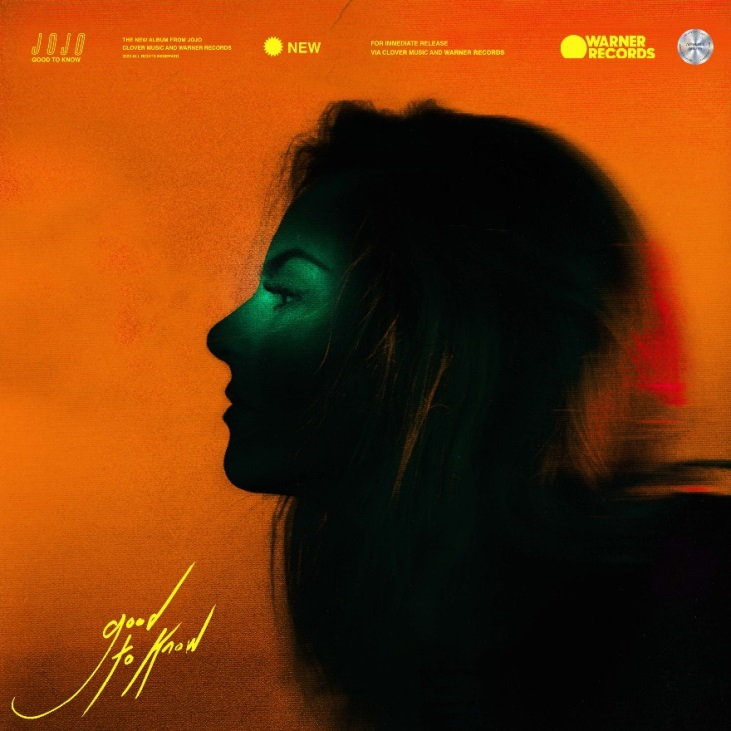 JOJO
GOOD TO KNOW
THE NEW ALBUM FROM JOJO
CLOVER MUSIC AND WARNER RECORDS
NEW
FOR IMMEDIATE RELEASE
VIA CLOVER MUSIC AND WARNER RECORDS
WARNER
RECORDS
good
to Know